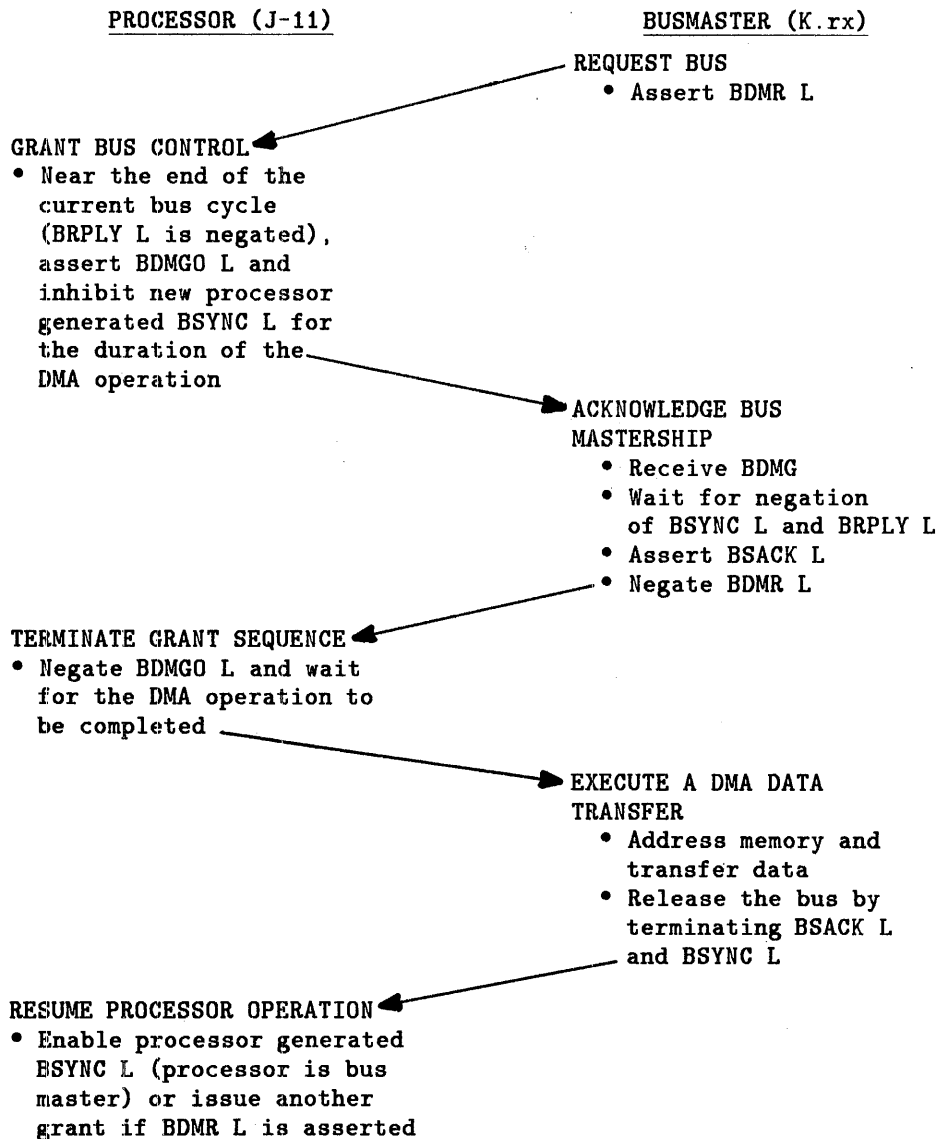 PROCESSOR (J-11)
BUSMASTER (K.rx)
REQUEST BUS
• Assert BDMR L
GRANT BUS CONTROL
• Near the end of the
current bus cycle
(BRPLY L is negated),
assert BDMGO L and
inhibit new processor
generated BSYNC L for
the duration of the
DMA operation
ACKNOWLEDGE BUS
MASTERSHIP
• Receive BDMG
• Wait for negation
of BSYNC L and BRPLY L
• Assert BSACK L
• Negate BDMR L
TERMINATE GRANT SEQUENCE
• Negate BDMGO L and wait
for the DMA operation to
be completed
EXECUTE A DMA DATA
TRANSFER
• Address memory and
transfer data
• Release the bus by
terminating BSACK L
and BSYNC L
RESUME PROCESSOR OPERATION
• Enable processor generated
BSYNC L (processor is bus
master) or issue another
grant if BDMR L is asserted